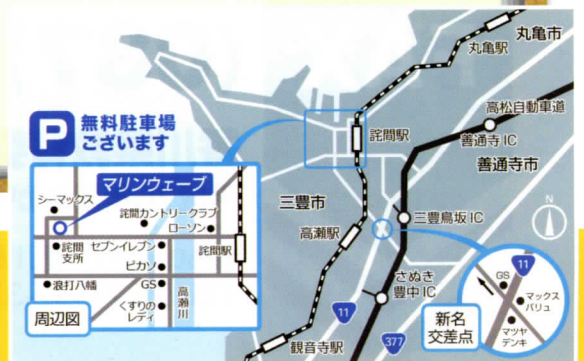 丸亀市
丸亀駅
高松自動車道
P 無料駐車場
ございます
詫間駅
善通寺IC
善通寺市
マリンウェーブ
シーマックス
詫間カントリークラブ
ローソン
三豊市
三豊鳥坂IC
N
詫間
支所
セブンイレブン
詫間駅
高瀬駅
ピカソ
浪打八幡
GS
高瀬川
くすりの
レディ
周辺図
さぬき
豊中IC
11
377
観音寺駅
11
GS
マックス
バリュ
マツヤ
デンキ
新名
交差点